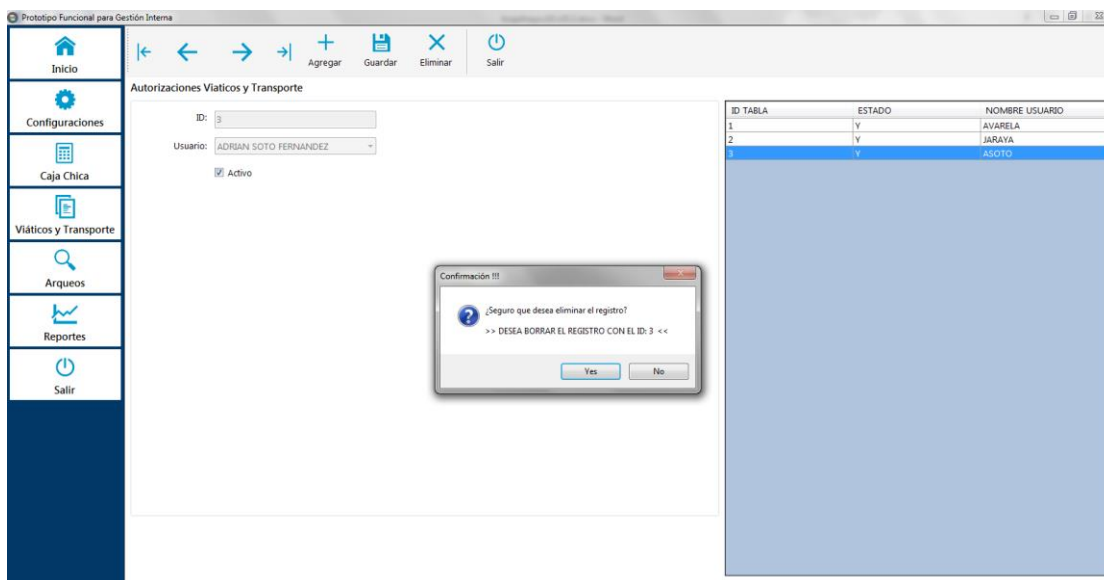 Prototipo Funcional para Gestión Interna
Inicio
Configuraciones
Caja Chica
Viáticos y Transporte
Arqueos
Reportes
Salir
Agregar Guardar Eliminar Salir
Autorizaciones Viaticos y Transporte
ID: 3
Usuario: ADRIAN SOTO FERNANDEZ
Activo
ID TABLA ESTADO NOMBRE USUARIO
1 Y AVARELA
2 Y JARAYA
3 Y ASOTO
Confirmación !!!
¿Seguro que desea eliminar el registro?
>> DESEA BORRAR EL REGISTRO CON EL ID: 3 <<
Yes No